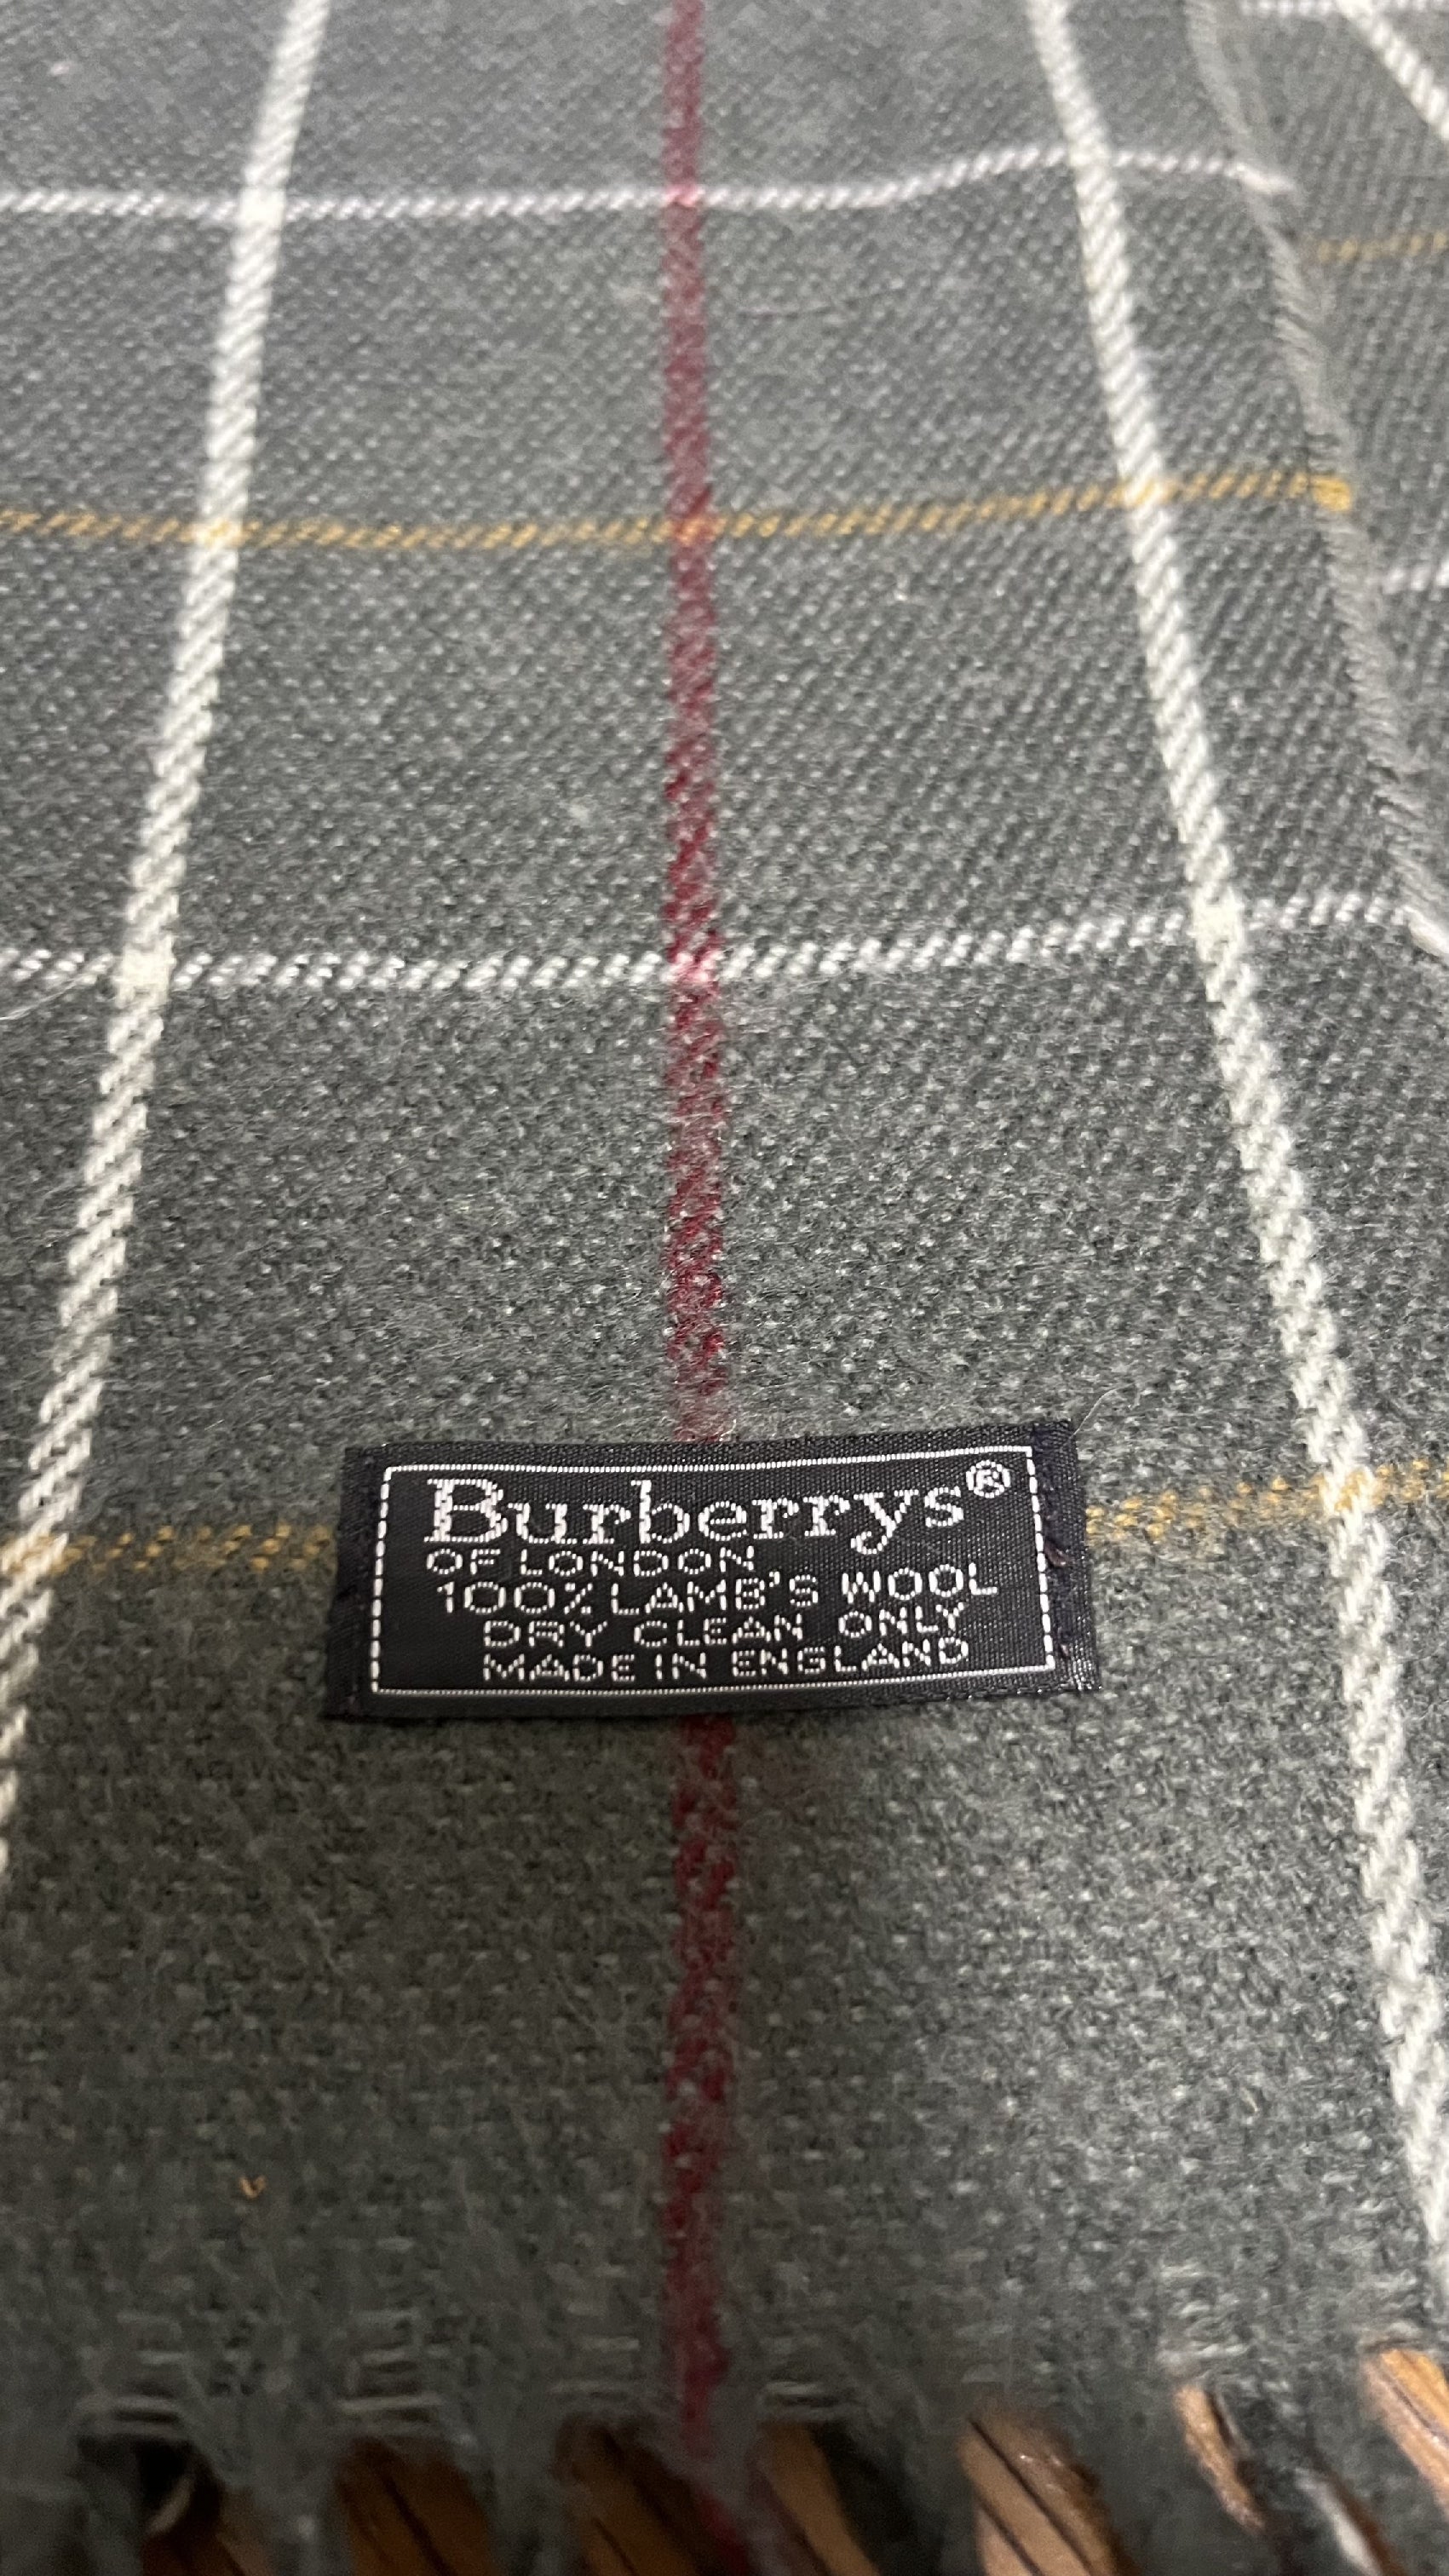 Burberrys®
OF LONDON
100% LAMB'S WOOL
DRY CLEAN ONLY
MADE IN ENGLAND